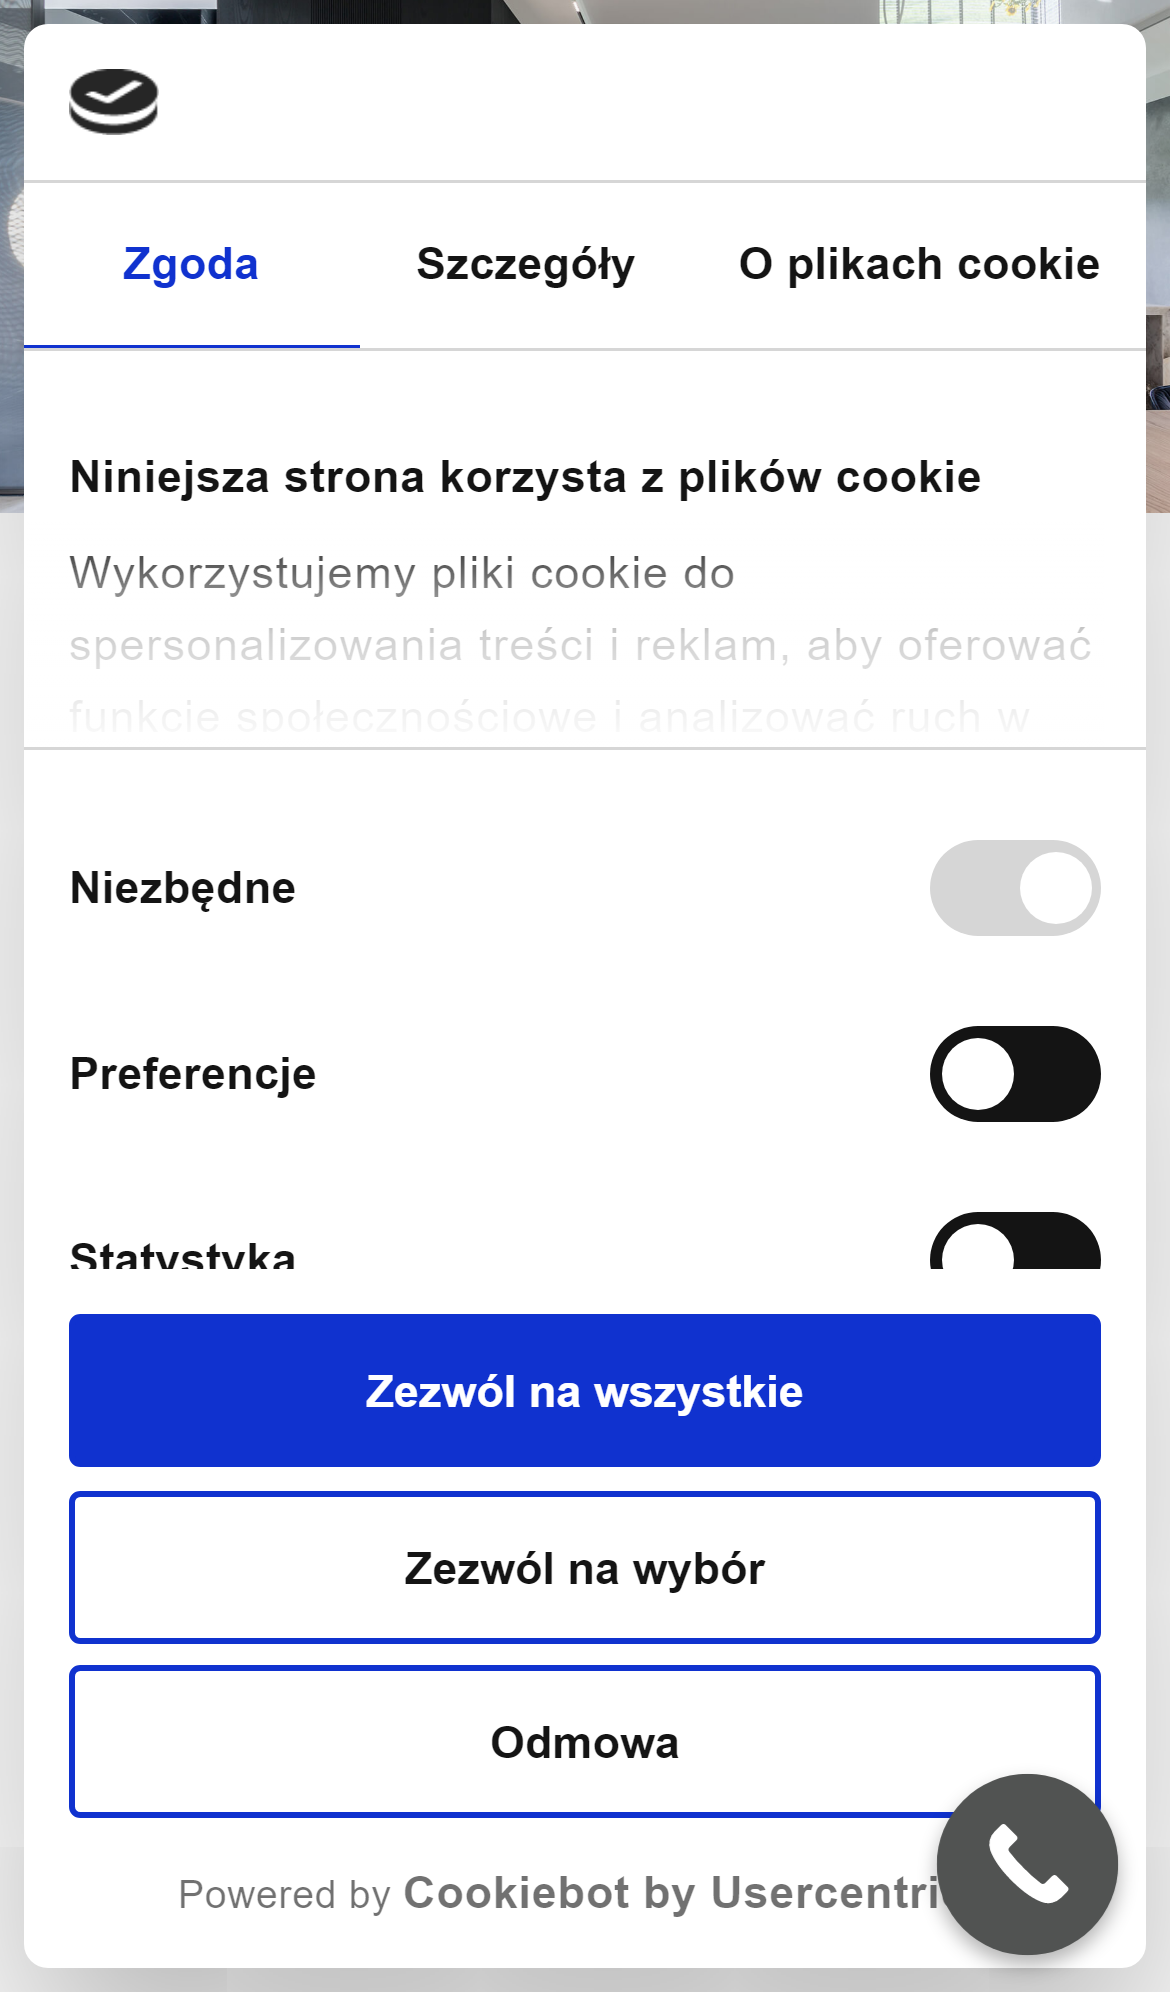 Zgoda
Szczegóły
O plikach cookie
Niniejsza strona korzysta z plików cookie
Wykorzystujemy pliki cookie do
spersonalizowania treści i reklam, aby oferować
funkcje społecznościowe i analizować ruch w
Niezbędne
Preferencje
Statystyka
Zezwól na wszystkie
Zezwól na wybór
Odmowa
Powered by Cookiebot by Usercentri